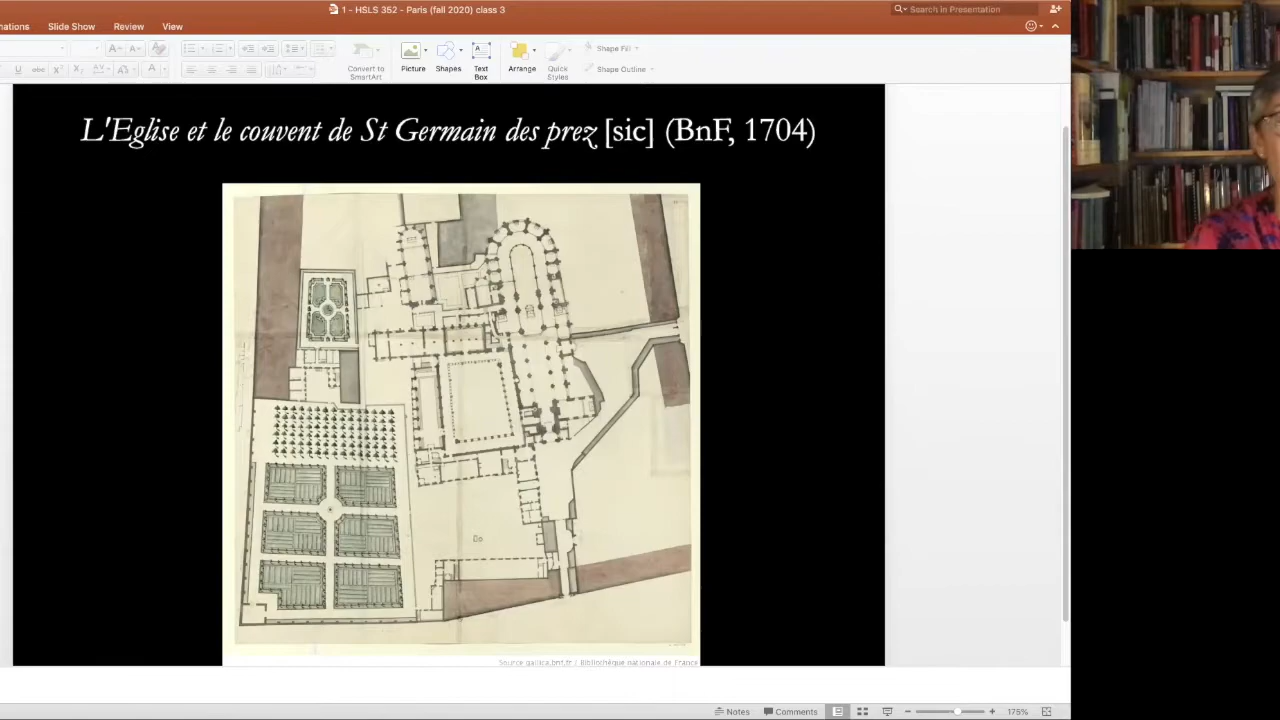 1 - HSLS 352 - Paris (fall 2020) class 3
Search in Presentation
nations
Slide Show
Review
View
Convert to
SmartArt
Picture
Shapes
Text
Box
Arrange
Quick
Styles
Shape Fill
Shape Outline
L'Eglise et le couvent de St Germain des prez [sic] (BnF, 1704)
Source gallica.bnf.fr / Bibliothèque nationale de France
Notes
Comments
175%